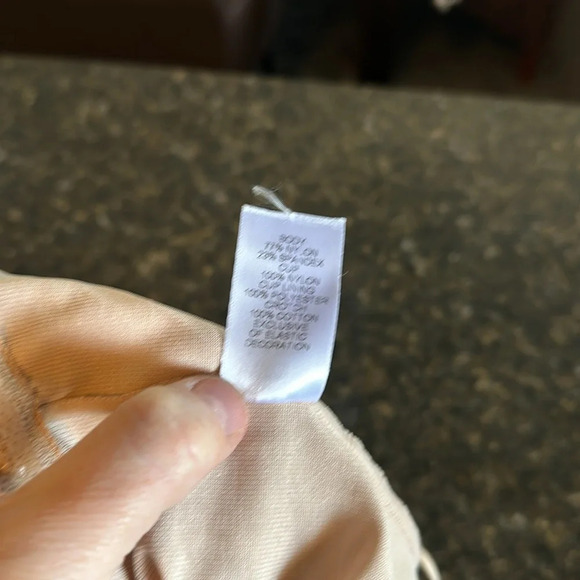 BODY
77% NYLON
23% SPANDEX
CUP
100% NYLON
CUP LINING
100% POLYESTER
CROTCH
100% COTTON
EXCLUSIVE
OF ELASTIC
DECORATION